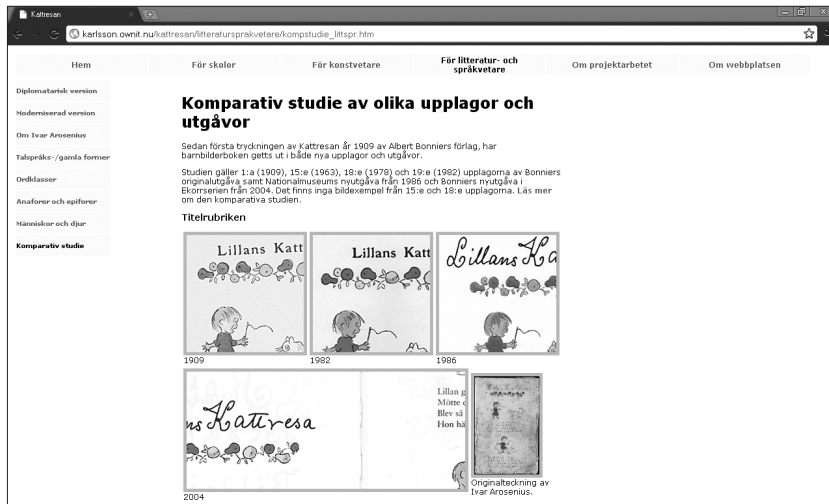 Kattresan
karlsson.ownit.nu/kattresan/litteratursprakvetare/kompstudie_littspr.htm
Hem
För skolor
För konstvetare
För litteratur- och
språkvetare
Om projektarbetet
Om webbplatsen
Diplomatarisk version
Moderniserad version
Om Ivar Arosenius
Talspråks-/gamla former
Ordklasser
Anaforer och epiforer
Människor och djur
Komparativ studie
Komparativ studie av olika upplagor och
utgåvor
Sedan första tryckningen av Kattresan år 1909 av Albert Bonniers förlag, har
barnbilderboken getts ut i både nya upplagor och utgåvor.
Studien gäller 1:a (1909), 15:e (1963), 18:e (1978) och 19:e (1982) upplagorna av Bonniers
originalutgåva samt Nationalmuseums nyutgåva från 1986 och Bonniers nyutgåva i
Ekorrserien från 2004. Det finns inga bildexempel från 15:e och 18:e upplagorna. Läs mer
om den komparativa studien.
Titelrubriken
Lillans Katt
Lillans Katt
Lillans Ka
1909
1982
1986
ns Kattresa
Lillan g
Mötte
Blev så
Hon hä
2004
Originalteckning av
Ivar Arosenius.